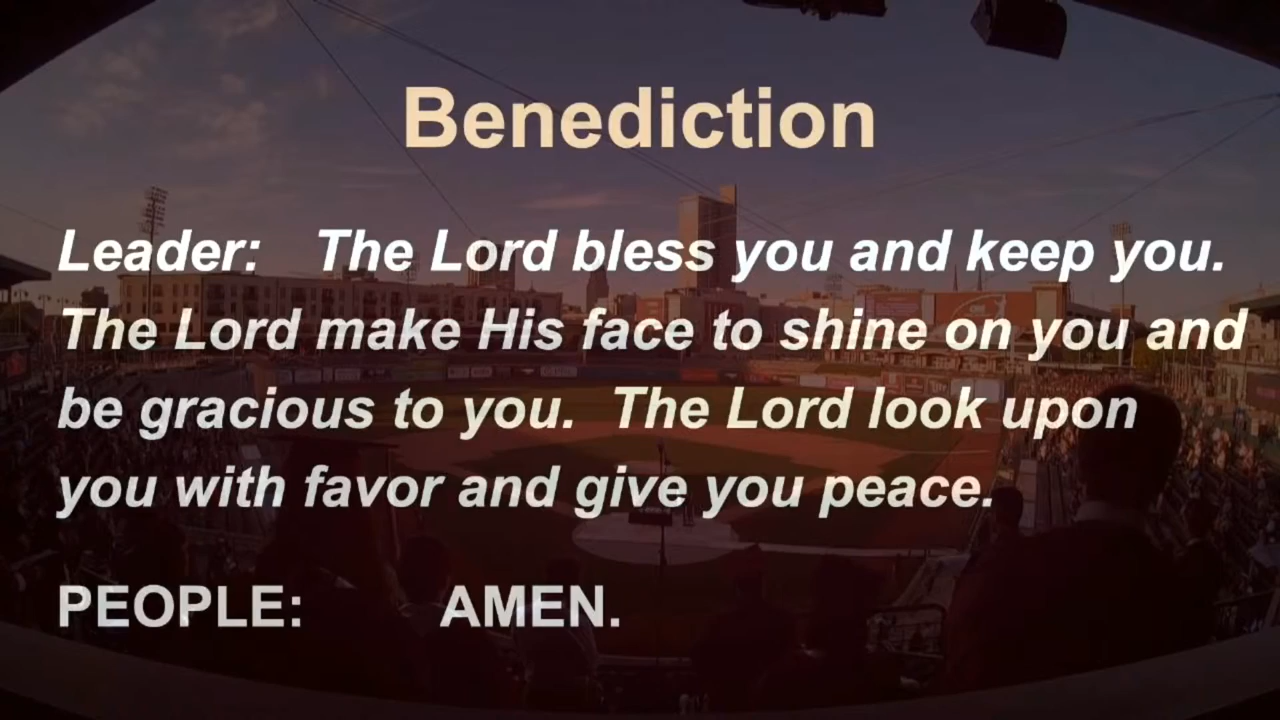 Benediction
Leader: The Lord bless you and keep you.
The Lord make His face to shine on you and
be gracious to you. The Lord look upon
you with favor and give you peace.
PEOPLE: AMEN.